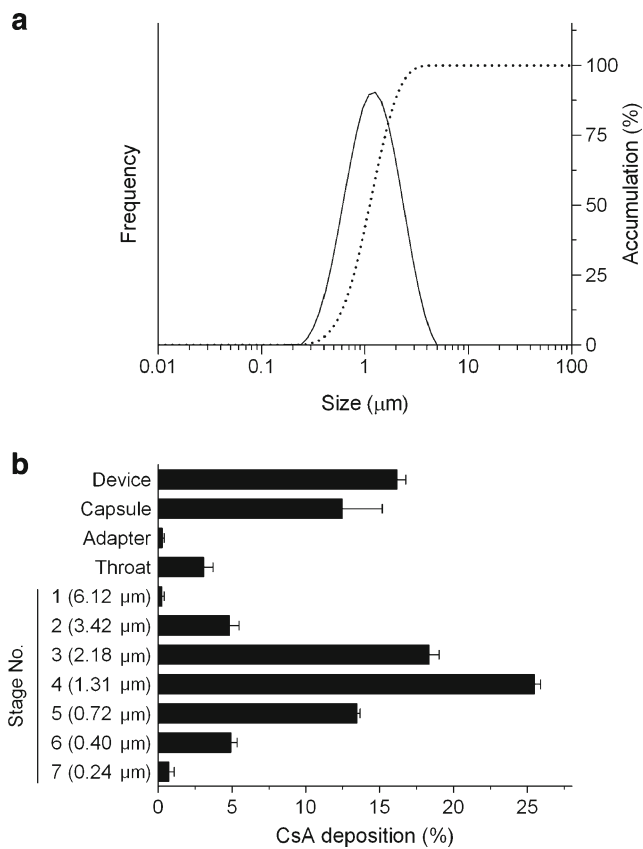 a
Frequency
Accumulation (%)
100
75
50
25
0
0.01 0.1 1 10 100
Size (μm)
b
Device
Capsule
Adapter
Throat
Stage No.
1 (6.12 μm)
2 (3.42 μm)
3 (2.18 μm)
4 (1.31 μm)
5 (0.72 μm)
6 (0.40 μm)
7 (0.24 μm)
0 5 10 15 20 25
CsA deposition (%)